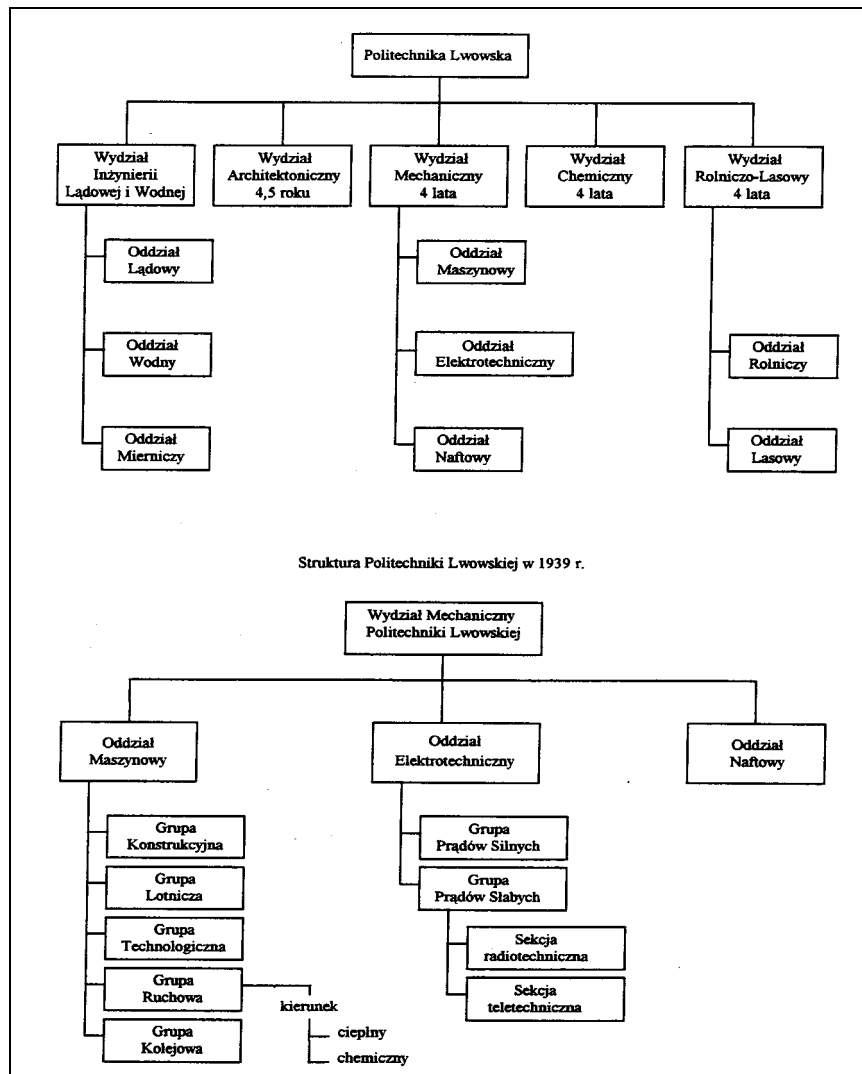 Politechnika Lwowska
Wydział
Inżynierii
Lądowej i Wodnej
Wydział
Architektoniczny
4,5 roku
Wydział
Mechaniczny
4 lata
Wydział
Chemiczny
4 lata
Wydział
Rolniczo-Lasowy
4 lata
Oddział
Lądowy
Oddział
Wodny
Oddział
Mierniczy
Oddział
Maszynowy
Oddział
Elektrotechniczny
Oddział
Naftowy
Oddział
Rolniczy
Oddział
Lasowy
Struktura Politechniki Lwowskiej w 1939 r.
Wydział Mechaniczny
Politechniki Lwowskiej
Oddział
Maszynowy
Grupa
Konstrukcyjna
Grupa
Lotnicza
Grupa
Technologiczna
Grupa
Ruchowa
kierunek
cieplny
chemiczny
Grupa
Kolejowa
Oddział
Elektrotechniczny
Grupa
Prądów Silnych
Grupa
Prądów Słabych
Sekcja
radiotechniczna
Sekcja
teletechniczna
Oddział
Naftowy